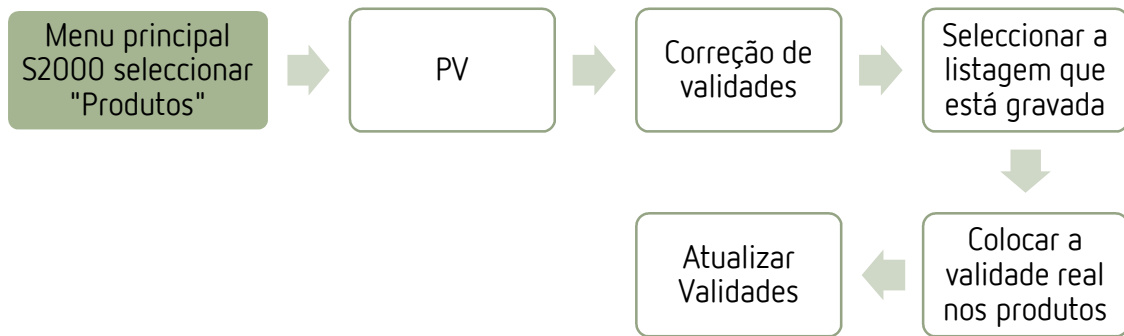 Menu principal
S2000 seleccionar
"Produtos"
PV
Correção de
validades
Seleccionar a
listagem que
está gravada
Colocar a
validade real
nos produtos
Atualizar
Validades